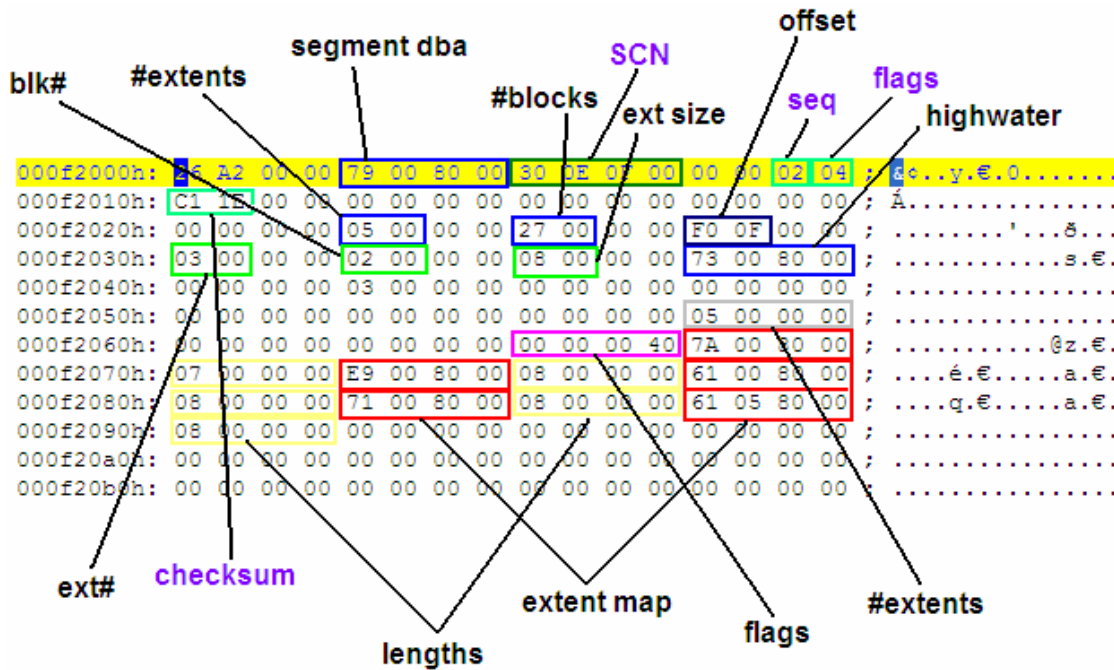 offset
segment dba
SCN
#extents
flags
blk#
#blocks
seq
ext size
highwater
000f2000h: 26 A2 00 00 79 00 80 00 30 0E 07 00 00 00 02 04 ; &¢..y.€.0.......
000f2010h: C1 00 00 00 00 00 00 00 00 00 00 00 00 00 ; Á...............
000f2020h: 00 00 00 00 05 00 00 00 27 00 00 00 F0 0F 00 00 ; ........'...ð...
000f2030h: 03 00 00 00 02 00 00 00 08 00 00 00 73 00 80 00 ; ............s.€.
000f2040h: 00 00 00 00 03 00 00 00 00 00 00 00 00 00 00 00 ; ................
000f2050h: 00 00 00 00 00 00 00 00 00 00 00 00 05 00 00 00 ; ................
000f2060h: 00 00 00 00 00 00 00 00 00 00 00 40 7A 00 80 00 ; ...........@z.€.
000f2070h: 07 00 00 00 E9 00 80 00 08 00 00 00 61 00 80 00 ; ....é.€.....a.€.
000f2080h: 08 00 00 00 71 00 80 00 08 00 00 00 61 05 80 00 ; ....q.€.....a.€.
000f2090h: 08 00 00 00 00 00 00 00 00 00 00 00 00 00 00 00 ; ................
000f20a0h: 00 00 00 00 00 00 00 00 00 00 00 00 00 00 00 00 ; ................
000f20b0h: 00 00 00 00 00 00 00 00 00 00 00 00 00 00 00 00 ; ................
ext#
checksum
extent map
#extents
flags
lengths